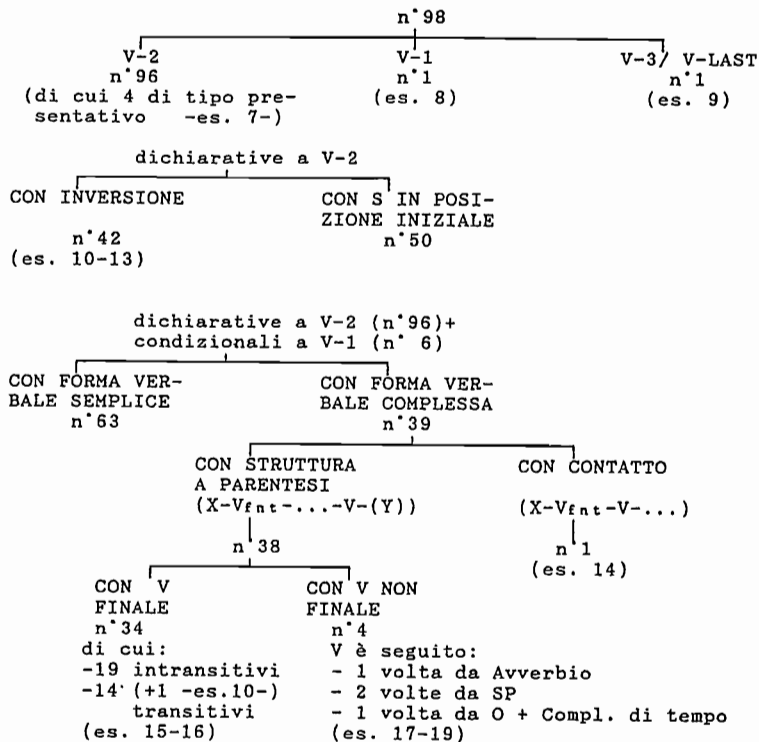 n°98
V-2 V-1 V-3/ V-LAST
n°96 n°1 n°1
(di cui 4 di tipo pre- (es. 8) (es. 9)
sentativo -es. 7-)
dichiarative a V-2
CON INVERSIONE CON S IN POSI-
ZIONE INIZIALE
n°42 n°50
(es. 10-13)
dichiarative a V-2 (n°96)+
condizionali a V-1 (n° 6)
CON FORMA VER- CON FORMA VER-
BALE SEMPLICE BALE COMPLESSA
n°63 n°39
CON STRUTTURA CON CONTATTO
A PARENTESI
(X-Vfnt-...-V-(Y)) (X-Vfnt-V-...)
n°38 n°1
(es. 14)
CON V CON V NON
FINALE FINALE
n°34 n°4
di cui: V è seguito:
-19 intransitivi - 1 volta da Avverbio
-14 (+1 -es.10-) - 2 volte da SP
transitivi - 1 volta da O + Compl. di tempo
(es. 15-16) (es. 17-19)